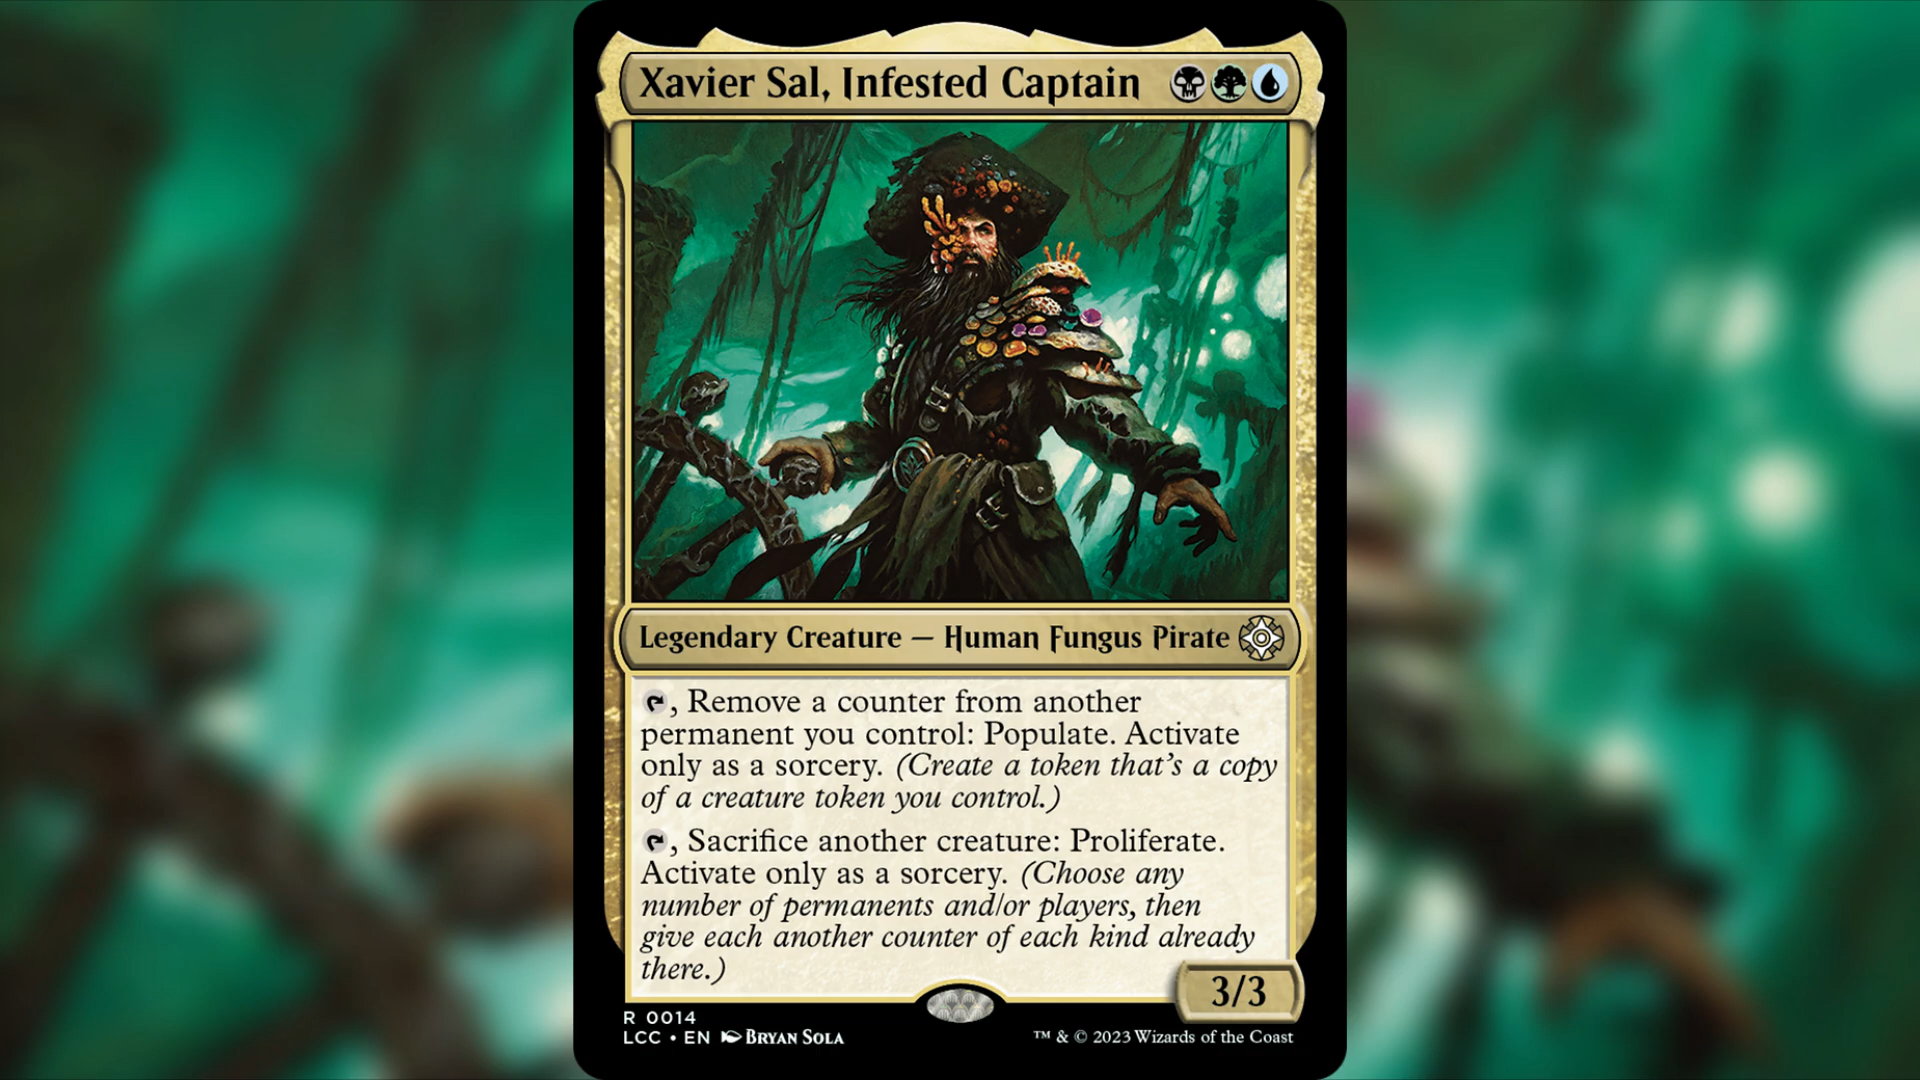 Xavier Sal, Infested Captain
Legendary Creature — Human Fungus Pirate
, Remove a counter from another
permanent you control: Populate. Activate
only as a sorcery. (Create a token that's a copy
of a creature token you control.)
, Sacrifice another creature: Proliferate.
Activate only as a sorcery. (Choose any
number of permanents and/or players, then
give each another counter of each kind already
there.)
3/3
R 0014
LCC • EN BRYAN SOLA
™ & © 2023 Wizards of the Coast